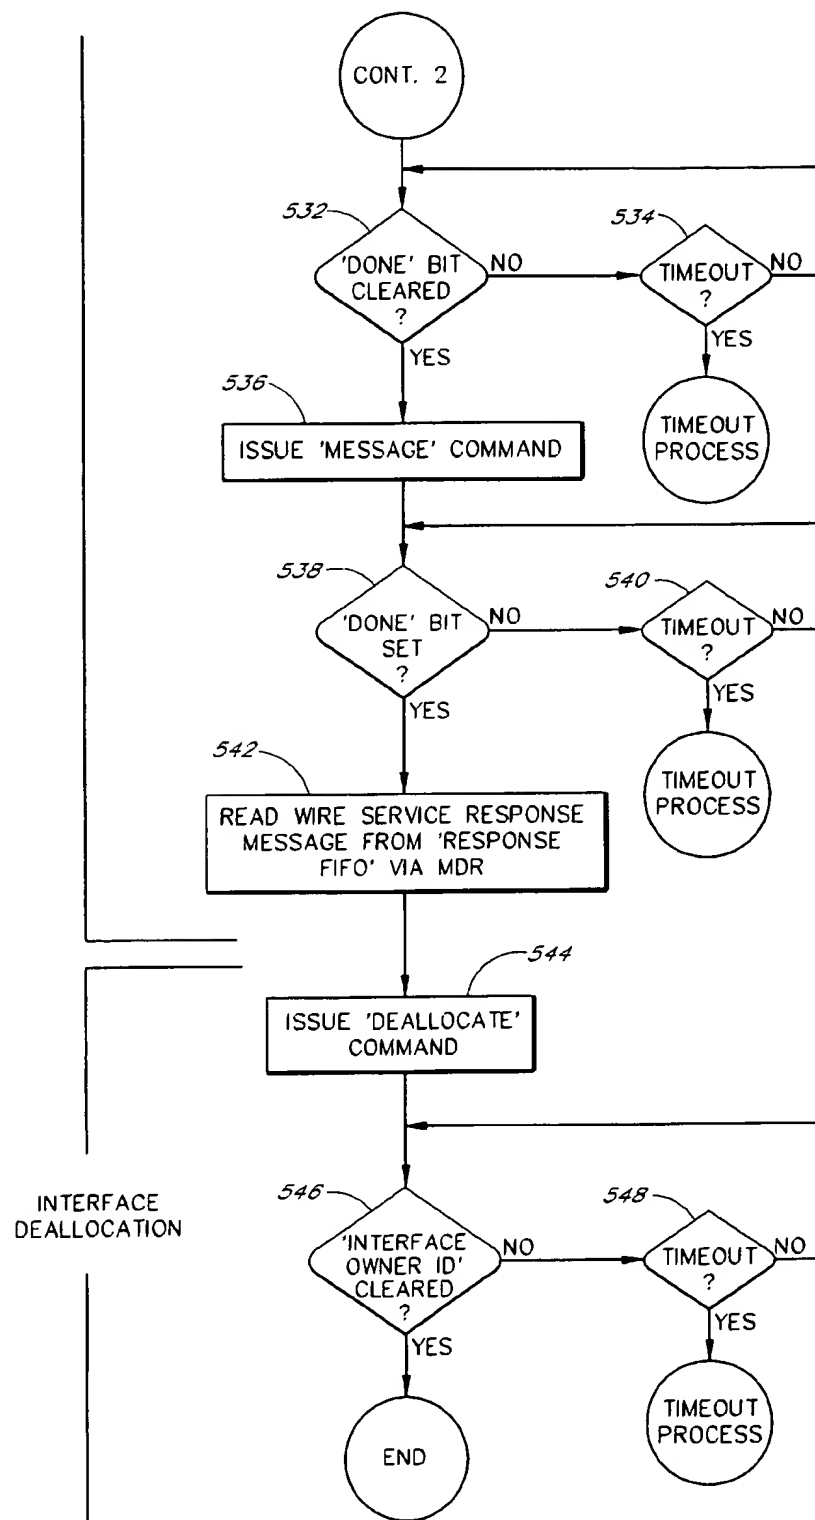 CONT. 2
532
'DONE' BIT
CLEARED
?
NO
YES
534
TIMEOUT
?
NO
YES
TIMEOUT
PROCESS
536
ISSUE 'MESSAGE' COMMAND
538
'DONE' BIT
SET
?
NO
YES
540
TIMEOUT
?
NO
YES
TIMEOUT
PROCESS
542
READ WIRE SERVICE RESPONSE
MESSAGE FROM 'RESPONSE
FIFO' VIA MDR
544
ISSUE 'DEALLOCATE'
COMMAND
INTERFACE
DEALLOCATION
546
'INTERFACE
OWNER ID'
CLEARED
?
NO
YES
548
TIMEOUT
?
NO
YES
TIMEOUT
PROCESS
END